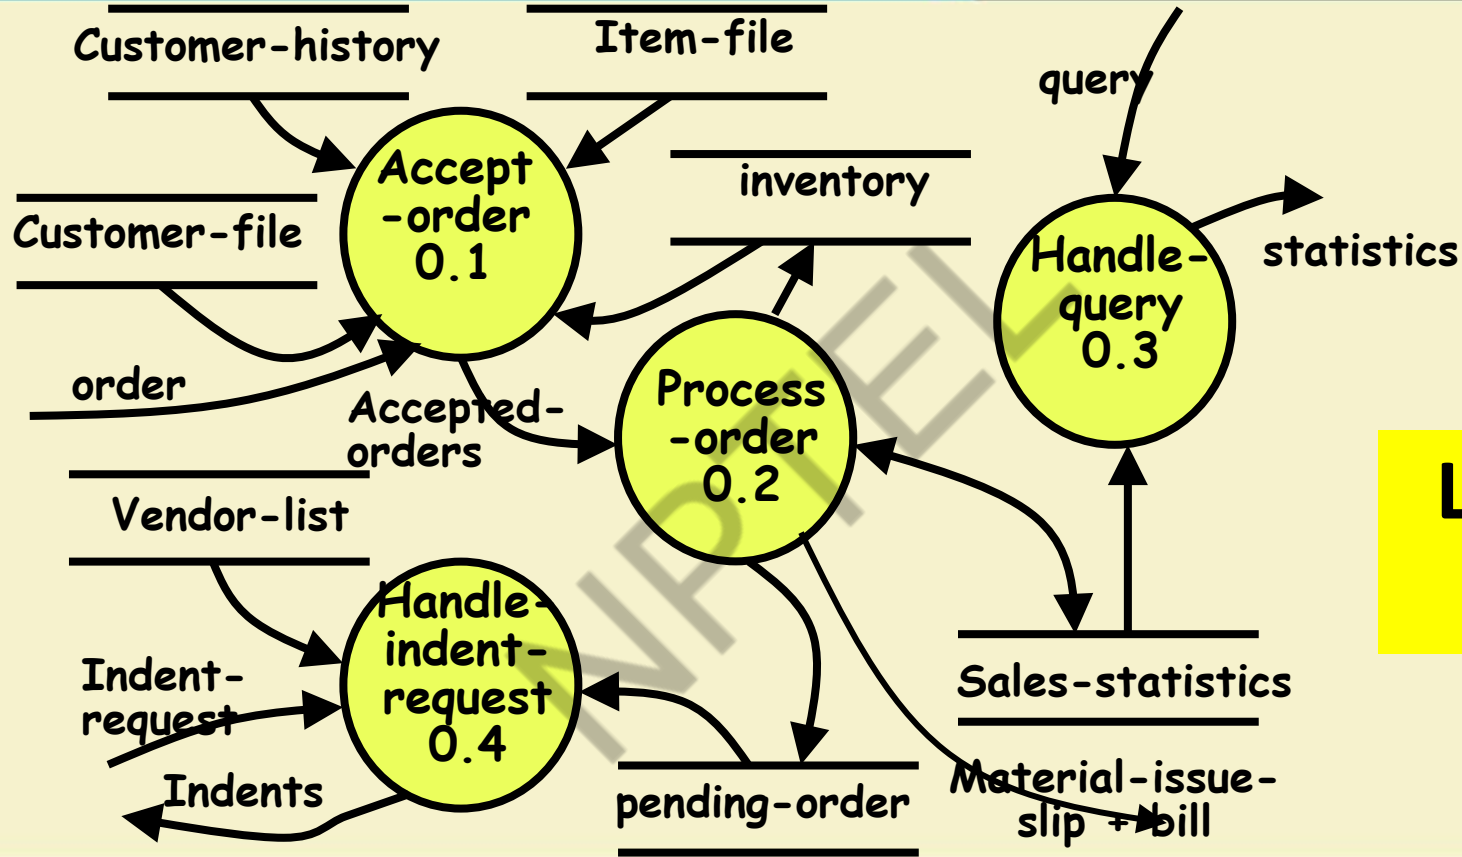 Customer-history
Item-file
query
Accept
-order
0.1
inventory
Customer-file
Handle-
query
0.3
statistics
order
Accepted-
orders
Process
-order
0.2
Vendor-list
L
Handle-
indent-
request
0.4
Indent-
request
Sales-statistics
Indents
pending-order
Material-issue-
slip + bill
NPTEL